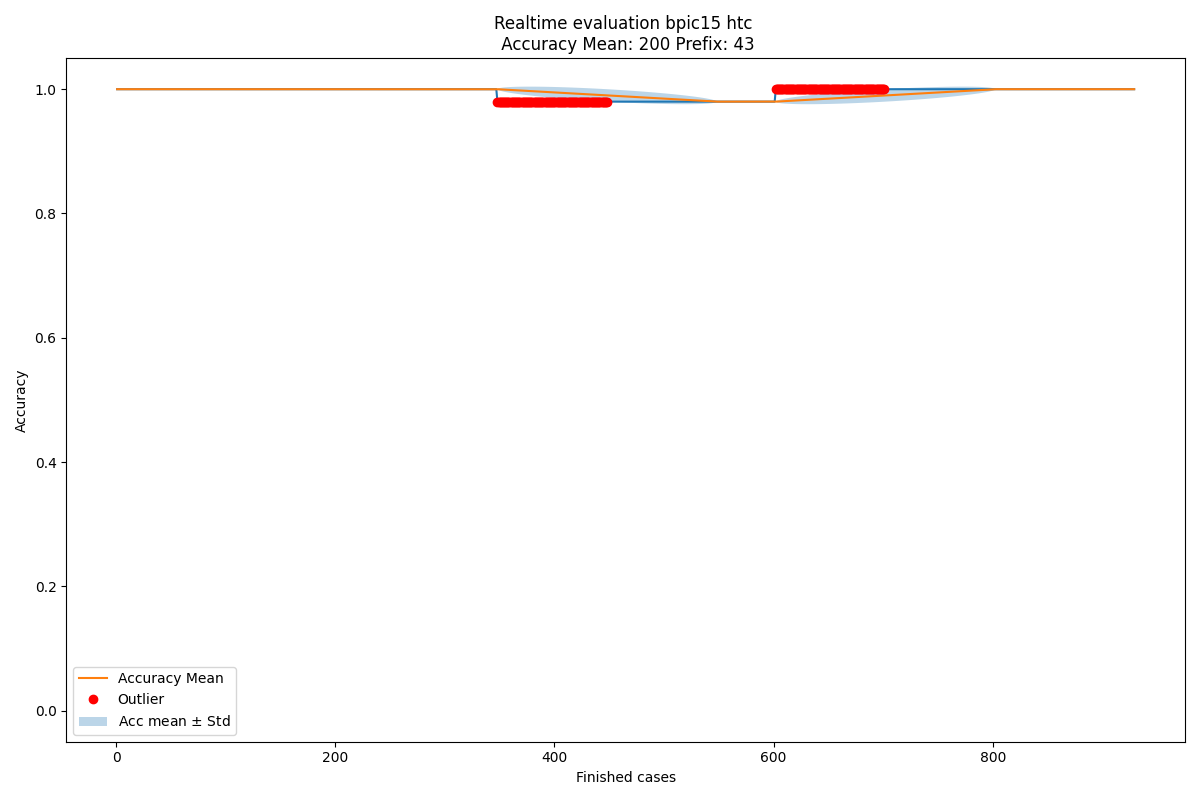 Realtime evaluation bpic15 htc
Accuracy Mean: 200 Prefix: 43
1.0
0.8
0.6
0.4
0.2
0.0
Accuracy
Accuracy Mean
Outlier
Acc mean ± Std
0
200
400
600
800
Finished cases